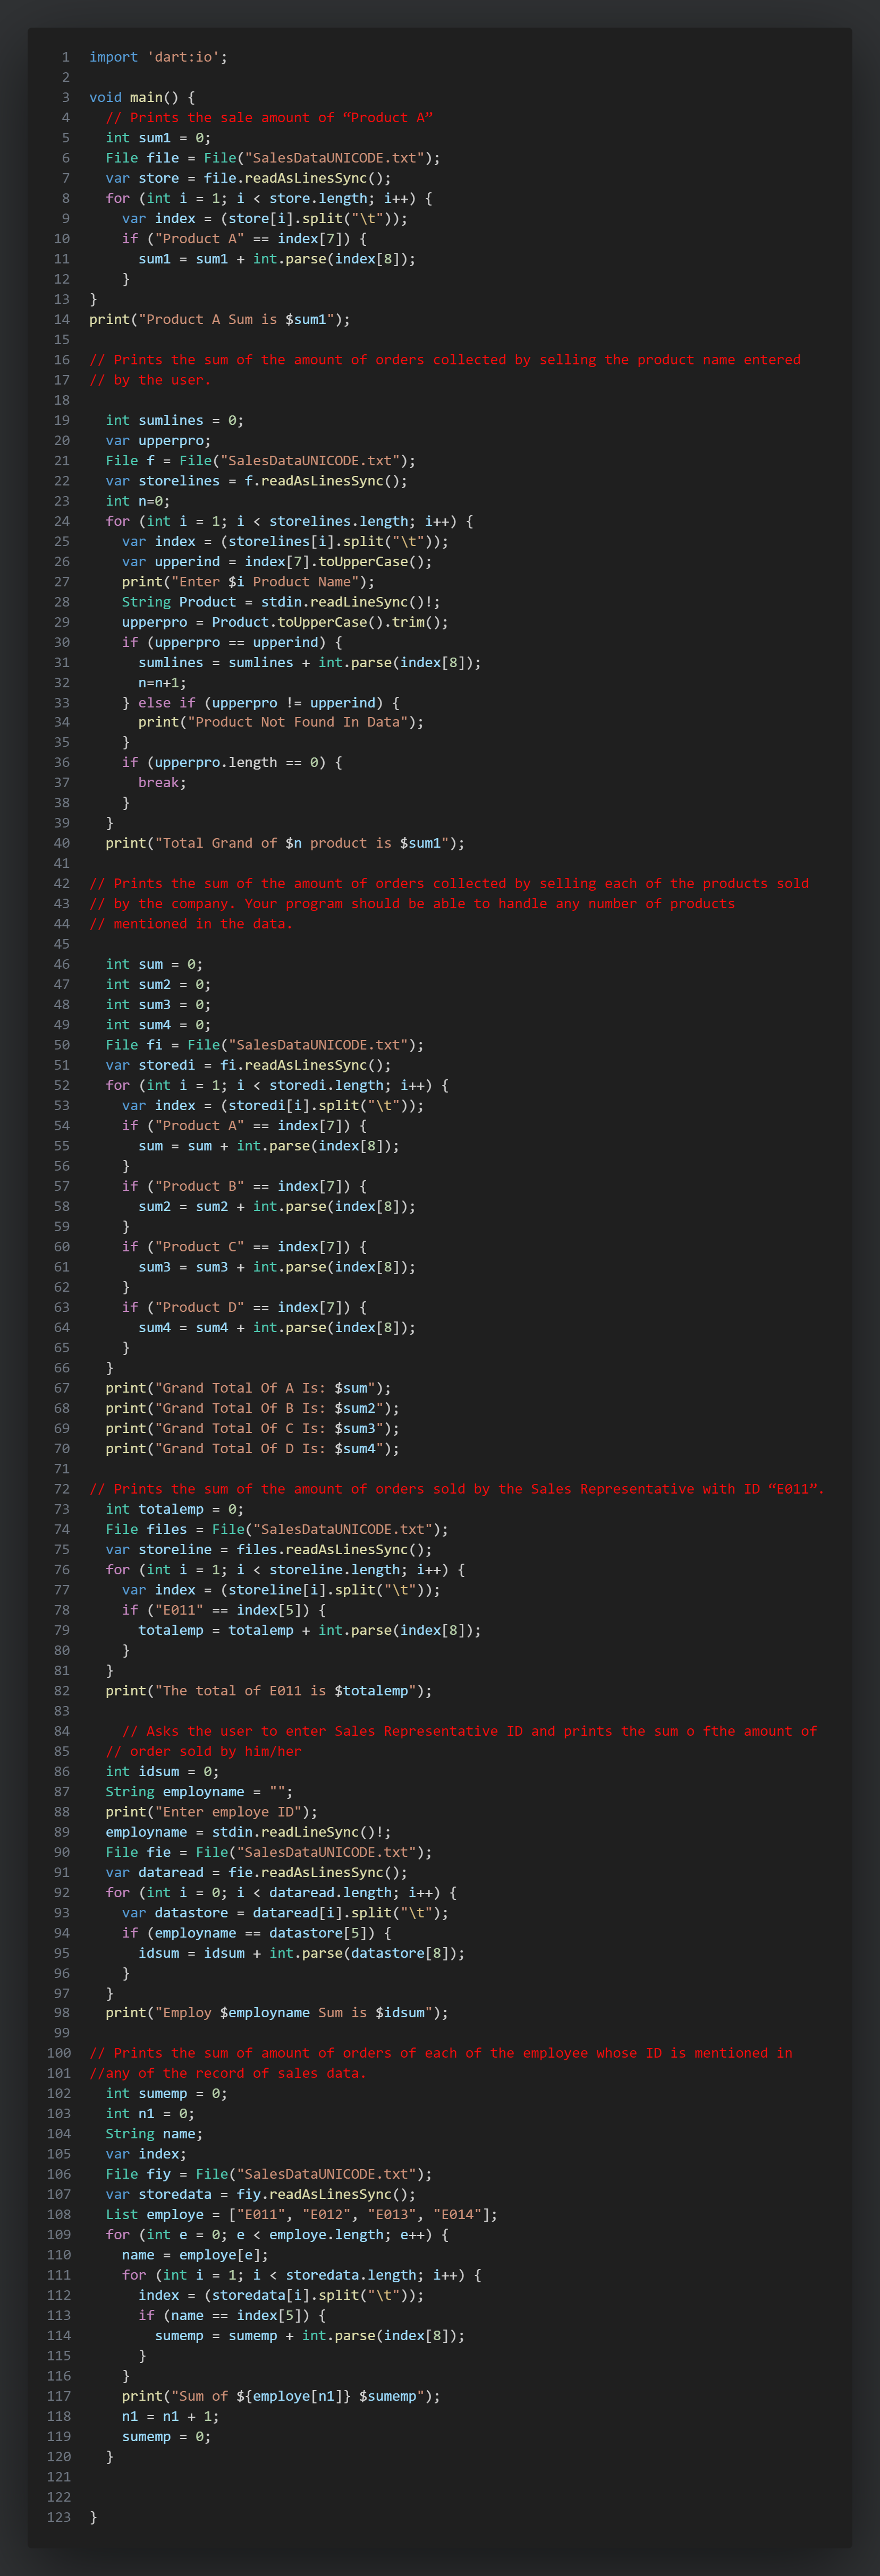 1 import 'dart:io';
2
3 void main() {
4   // Prints the sale amount of “Product A”
5   int sum1 = 0;
6   File file = File("SalesDataUNICODE.txt");
7   var store = file.readAsLinesSync();
8   for (int i = 1; i < store.length; i++) {
9     var index = (store[i].split("\t"));
10     if ("Product A" == index[7]) {
11       sum1 = sum1 + int.parse(index[8]);
12     }
13 }
14 print("Product A Sum is $sum1");
15
16 // Prints the sum of the amount of orders collected by selling the product name entered
17 // by the user.
18
19   int sumlines = 0;
20   var upperpro;
21   File f = File("SalesDataUNICODE.txt");
22   var storelines = f.readAsLinesSync();
23   int n=0;
24   for (int i = 1; i < storelines.length; i++) {
25     var index = (storelines[i].split("\t"));
26     var upperind = index[7].toUpperCase();
27     print("Enter $i Product Name");
28     String Product = stdin.readLineSync()!;
29     upperpro = Product.toUpperCase().trim();
30     if (upperpro == upperind) {
31       sumlines = sumlines + int.parse(index[8]);
32       n=n+1;
33     } else if (upperpro != upperind) {
34       print("Product Not Found In Data");
35     }
36     if (upperpro.length == 0) {
37       break;
38     }
39   }
40   print("Total Grand of $n product is $sum1");
41
42 // Prints the sum of the amount of orders collected by selling each of the products sold
43 // by the company. Your program should be able to handle any number of products
44 // mentioned in the data.
45
46   int sum = 0;
47   int sum2 = 0;
48   int sum3 = 0;
49   int sum4 = 0;
50   File fi = File("SalesDataUNICODE.txt");
51   var storedi = fi.readAsLinesSync();
52   for (int i = 1; i < storedi.length; i++) {
53     var index = (storedi[i].split("\t"));
54     if ("Product A" == index[7]) {
55       sum = sum + int.parse(index[8]);
56     }
57     if ("Product B" == index[7]) {
58       sum2 = sum2 + int.parse(index[8]);
59     }
60     if ("Product C" == index[7]) {
61       sum3 = sum3 + int.parse(index[8]);
62     }
63     if ("Product D" == index[7]) {
64       sum4 = sum4 + int.parse(index[8]);
65     }
66   }
67   print("Grand Total Of A Is: $sum");
68   print("Grand Total Of B Is: $sum2");
69   print("Grand Total Of C Is: $sum3");
70   print("Grand Total Of D Is: $sum4");
71
72 // Prints the sum of the amount of orders sold by the Sales Representative with ID “E011”.
73   int totalemp = 0;
74   File files = File("SalesDataUNICODE.txt");
75   var storeline = files.readAsLinesSync();
76   for (int i = 1; i < storeline.length; i++) {
77     var index = (storeline[i].split("\t"));
78     if ("E011" == index[5]) {
79       totalemp = totalemp + int.parse(index[8]);
80     }
81   }
82   print("The total of E011 is $totalemp");
83
84     // Asks the user to enter Sales Representative ID and prints the sum o fthe amount of
85   // order sold by him/her
86   int idsum = 0;
87   String employname = "";
88   print("Enter employe ID");
89   employname = stdin.readLineSync()!;
90   File fie = File("SalesDataUNICODE.txt");
91   var dataread = fie.readAsLinesSync();
92   for (int i = 0; i < dataread.length; i++) {
93     var datastore = dataread[i].split("\t");
94     if (employname == datastore[5]) {
95       idsum = idsum + int.parse(datastore[8]);
96     }
97   }
98   print("Employ $employname Sum is $idsum");
99
100 // Prints the sum of amount of orders of each of the employee whose ID is mentioned in
101 //any of the record of sales data.
102   int sumemp = 0;
103   int n1 = 0;
104   String name;
105   var index;
106   File fiy = File("SalesDataUNICODE.txt");
107   var storedata = fiy.readAsLinesSync();
108   List employe = ["E011", "E012", "E013", "E014"];
109   for (int e = 0; e < employe.length; e++) {
110     name = employe[e];
111     for (int i = 1; i < storedata.length; i++) {
112       index = (storedata[i].split("\t"));
113       if (name == index[5]) {
114         sumemp = sumemp + int.parse(index[8]);
115       }
116     }
117     print("Sum of ${employe[n1]} $sumemp");
118     n1 = n1 + 1;
119     sumemp = 0;
120   }
121
122
123 }